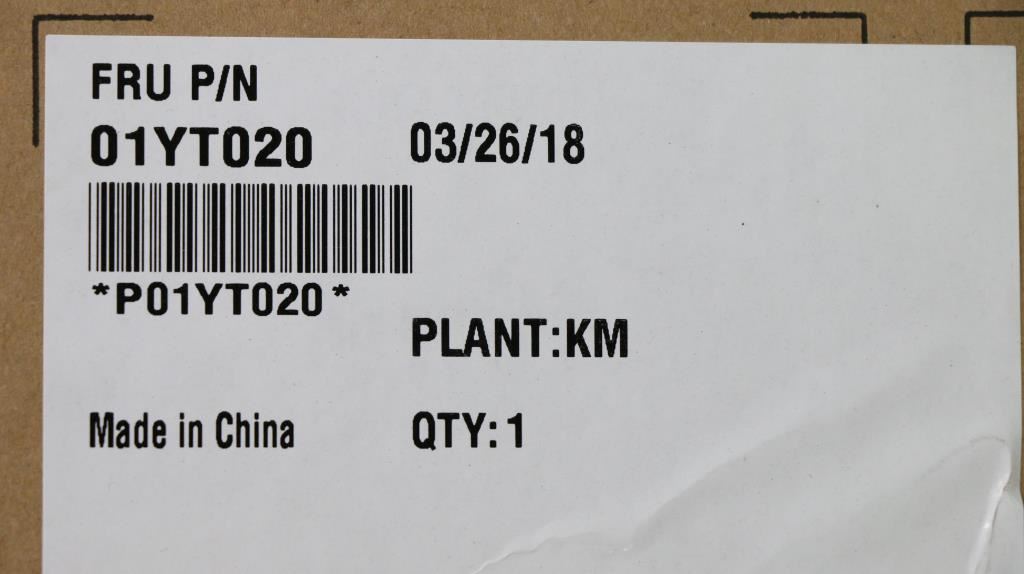 FRU P/N
01YT020 03/26/18
*P01YT020*
PLANT:KM
Made in China QTY:1